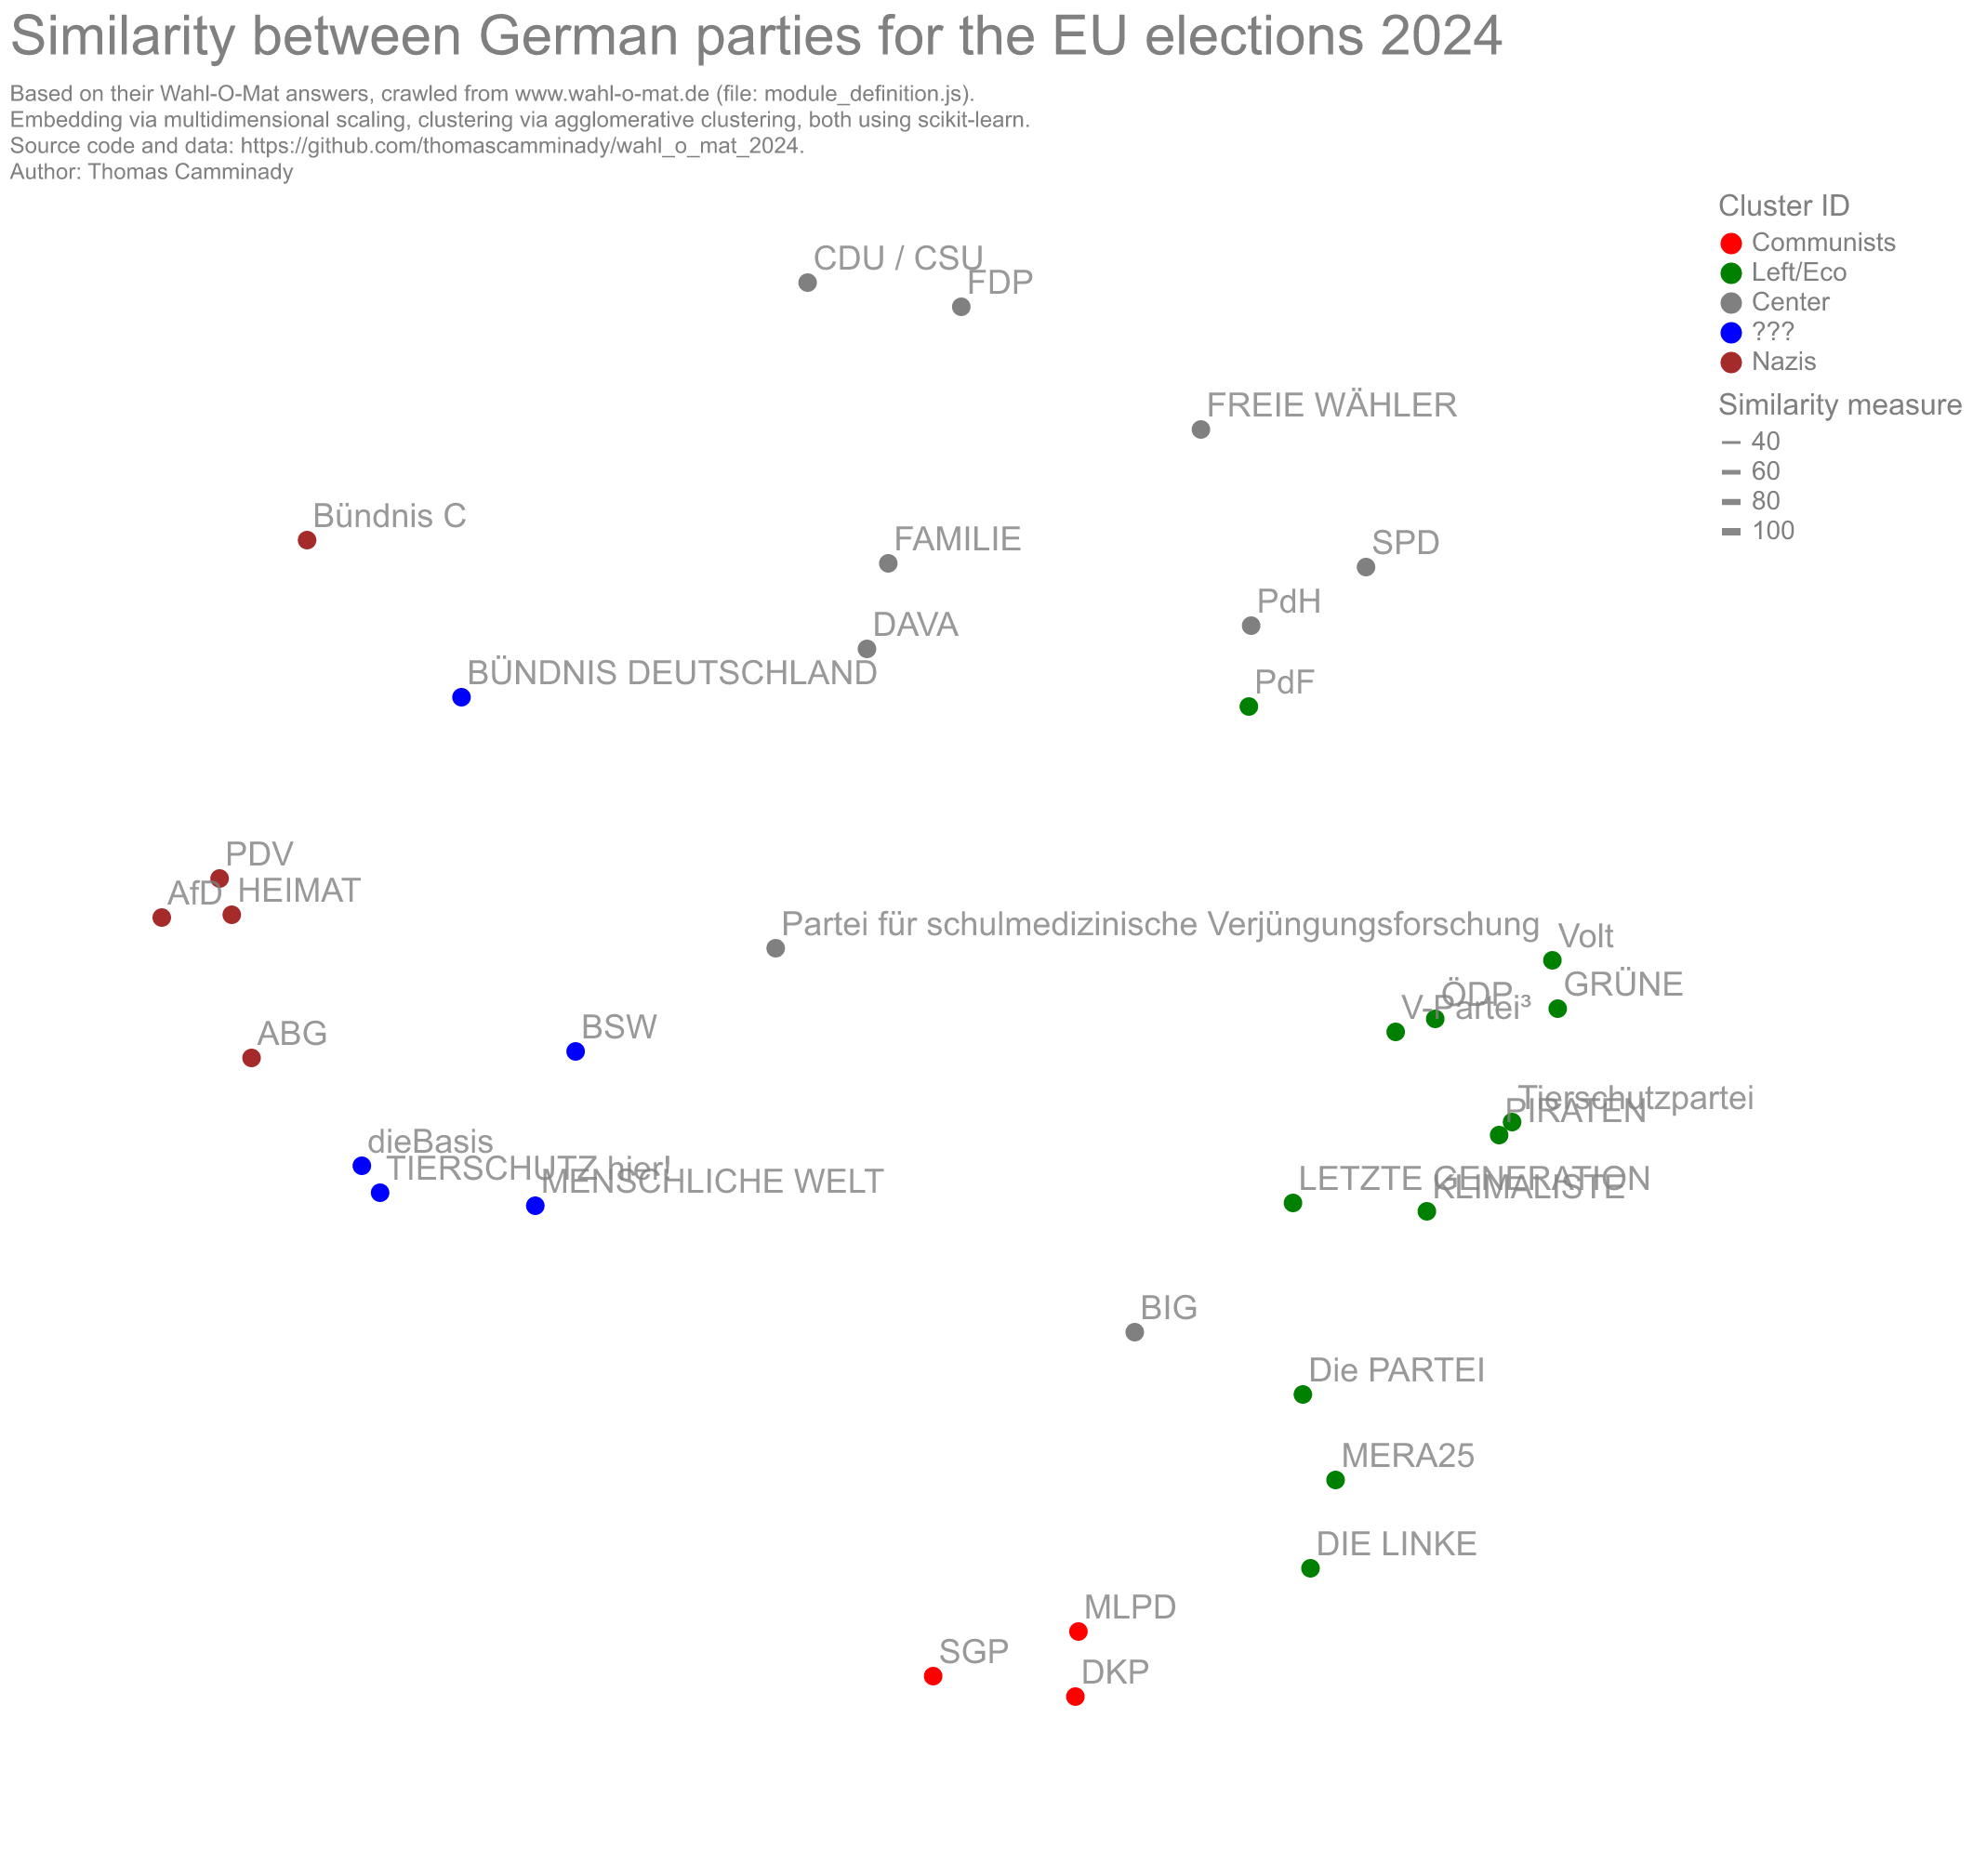 Similarity between German parties for the EU elections 2024
Based on their Wahl-O-Mat answers, crawled from www.wahl-o-mat.de (file: module_definition.js).
Embedding via multidimensional scaling, clustering via agglomerative clustering, both using scikit-learn.
Source code and data: https://github.com/thomascamminady/wahl_o_mat_2024.
Author: Thomas Camminady
Cluster ID
Communists
Left/Eco
Center
???
Nazis
Similarity measure
40
60
80
100
CDU / CSU
FDP
FREIE WÄHLER
Bündnis C
FAMILIE
SPD
PdH
DAVA
BÜNDNIS DEUTSCHLAND
PdF
PDV
AfD
HEIMAT
Partei für schulmedizinische Verjüngungsforschung
Volt
GRÜNE
ÖDP
V-Partei³
BSW
ABG
Tierschutzpartei
PIRATEN
dieBasis
TIERSCHUTZ hier!
MENSCHLICHE WELT
LETZTE GENERATION
KLIMALISTE
BIG
Die PARTEI
MERA25
DIE LINKE
MLPD
SGP
DKP